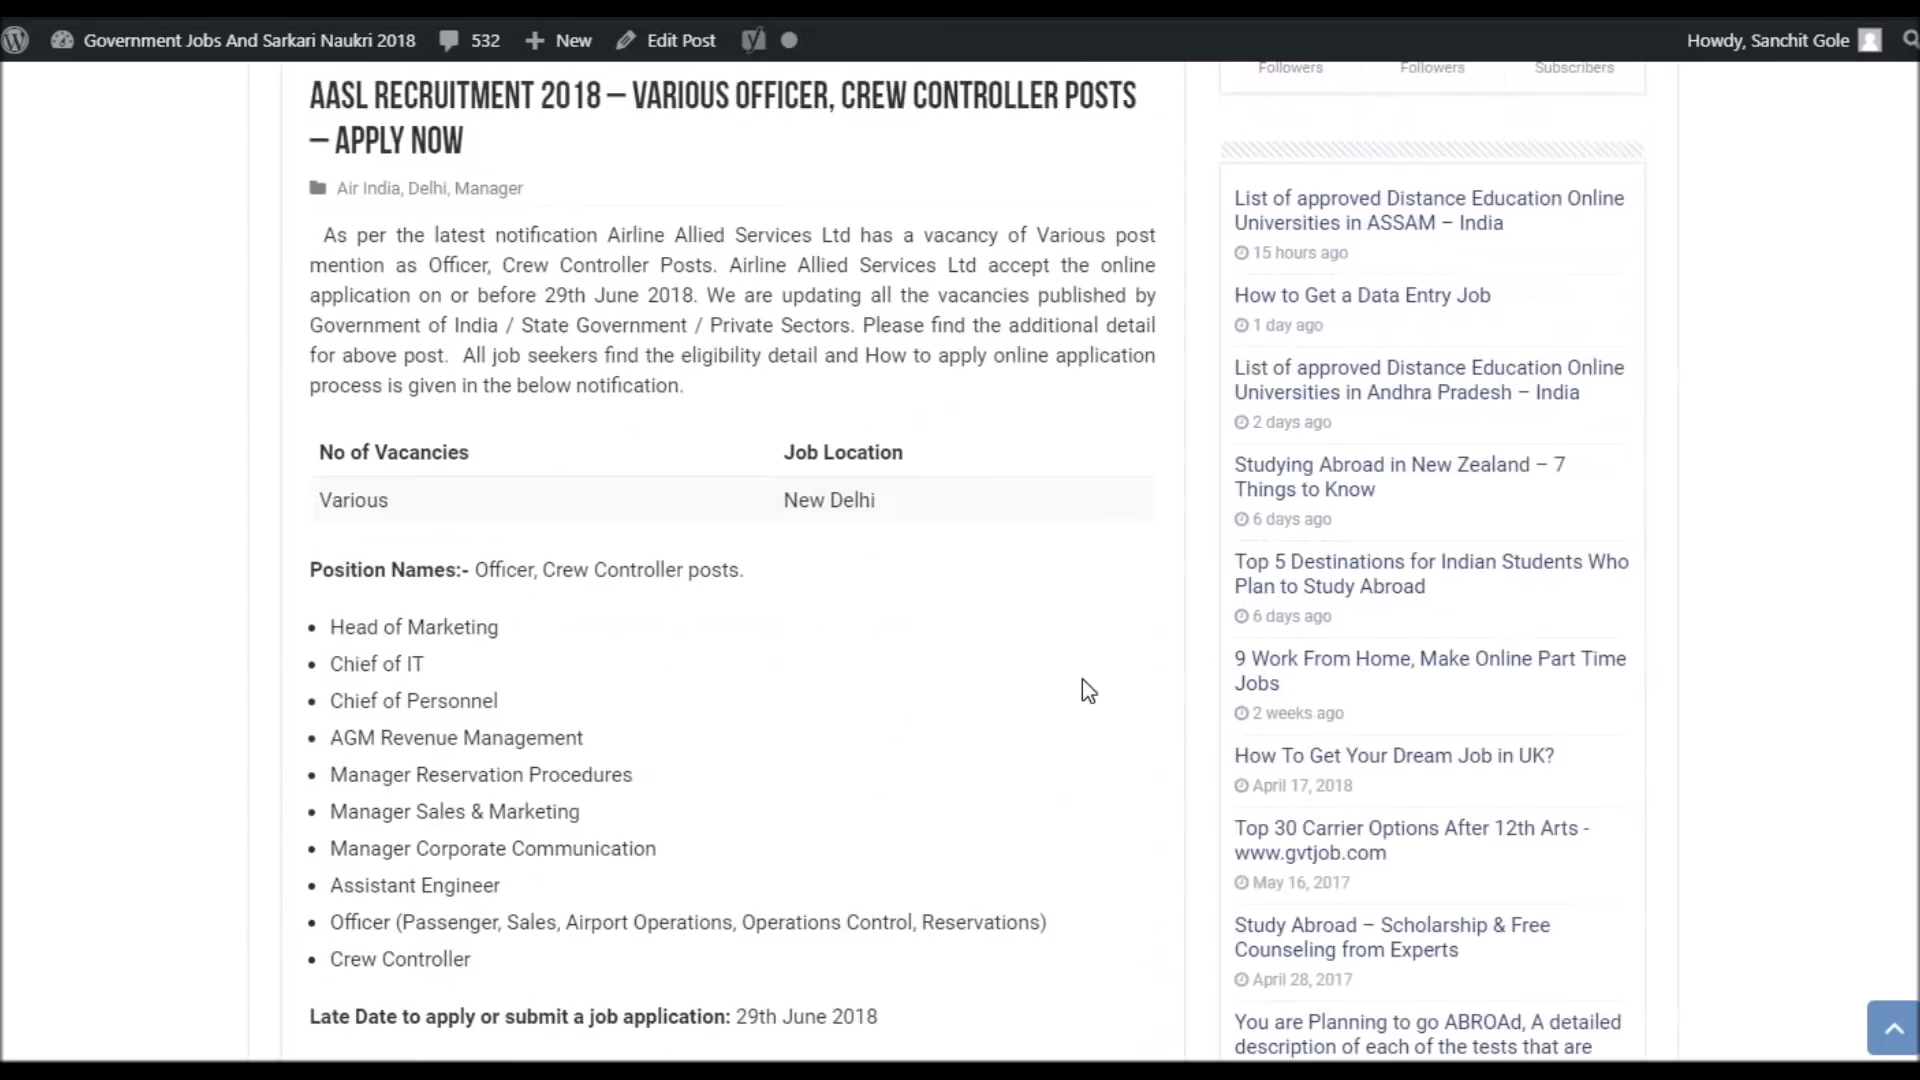 Government Jobs And Sarkari Naukri 2018 532 New Edit Post Howdy, Sanchit Gole
AASL RECRUITMENT 2018 – VARIOUS OFFICER, CREW CONTROLLER POSTS
– APPLY NOW
Air India, Delhi, Manager
As per the latest notification Airline Allied Services Ltd has a vacancy of Various post
mention as Officer, Crew Controller Posts. Airline Allied Services Ltd accept the online
application on or before 29th June 2018. We are updating all the vacancies published by
Government of India / State Government / Private Sectors. Please find the additional detail
for above post. All job seekers find the eligibility detail and How to apply online application
process is given in the below notification.
No of Vacancies Job Location
Various New Delhi
Position Names:- Officer, Crew Controller posts.
• Head of Marketing
• Chief of IT
• Chief of Personnel
• AGM Revenue Management
• Manager Reservation Procedures
• Manager Sales & Marketing
• Manager Corporate Communication
• Assistant Engineer
• Officer (Passenger, Sales, Airport Operations, Operations Control, Reservations)
• Crew Controller
Late Date to apply or submit a job application: 29th June 2018
Followers Followers Subscribers
List of approved Distance Education Online
Universities in ASSAM – India
15 hours ago
How to Get a Data Entry Job
1 day ago
List of approved Distance Education Online
Universities in Andhra Pradesh – India
2 days ago
Studying Abroad in New Zealand – 7
Things to Know
6 days ago
Top 5 Destinations for Indian Students Who
Plan to Study Abroad
6 days ago
9 Work From Home, Make Online Part Time
Jobs
2 weeks ago
How To Get Your Dream Job in UK?
April 17, 2018
Top 30 Carrier Options After 12th Arts -
www.gvtjob.com
May 16, 2017
Study Abroad – Scholarship & Free
Counseling from Experts
April 28, 2017
You are Planning to go ABROAd, A detailed
description of each of the tests that are